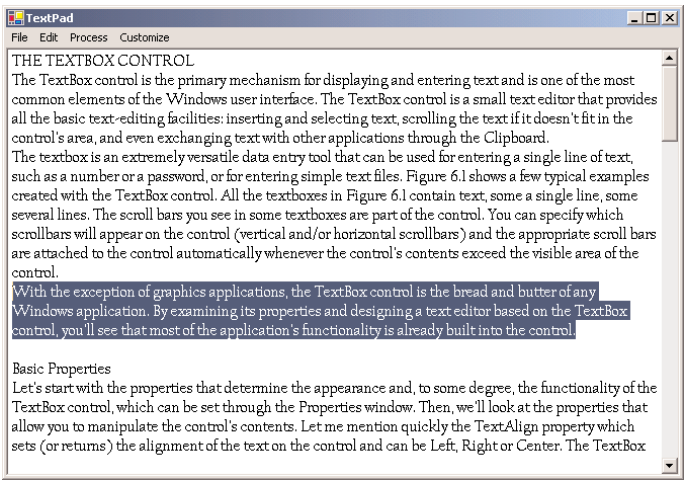 TextPad
File Edit Process Customize
THE TEXTBOX CONTROL
The TextBox control is the primary mechanism for displaying and entering text and is one of the most
common elements of the Windows user interface. The TextBox control is a small text editor that provides
all the basic text-editing facilities: inserting and selecting text, scrolling the text if it doesn't fit in the
control's area, and even exchanging text with other applications through the Clipboard.
The textbox is an extremely versatile data entry tool that can be used for entering a single line of text,
such as a number or a password, or for entering simple text files. Figure 6.1 shows a few typical examples
created with the TextBox control. All the textboxes in Figure 6.1 contain text, some a single line, some
several lines. The scroll bars you see in some textboxes are part of the control. You can specify which
scrollbars will appear on the control (vertical and/or horizontal scrollbars) and the appropriate scroll bars
are attached to the control automatically whenever the control's contents exceed the visible area of the
control.
With the exception of graphics applications, the TextBox control is the bread and butter of any
Windows application. By examining its properties and designing a text editor based on the TextBox
control, you'll see that most of the application's functionality is already built into the control.
Basic Properties
Let's start with the properties that determine the appearance and, to some degree, the functionality of the
TextBox control, which can be set through the Properties window. Then, we'll look at the properties that
allow you to manipulate the control's contents. Let me mention quickly the TextAlign property which
sets (or returns) the alignment of the text on the control and can be Left, Right or Center. The TextBox